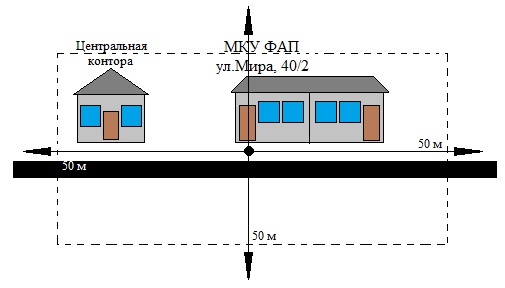 Центральная
контора
МКУ ФАП
ул.Мира, 40/2
50 м
50 м
50 м